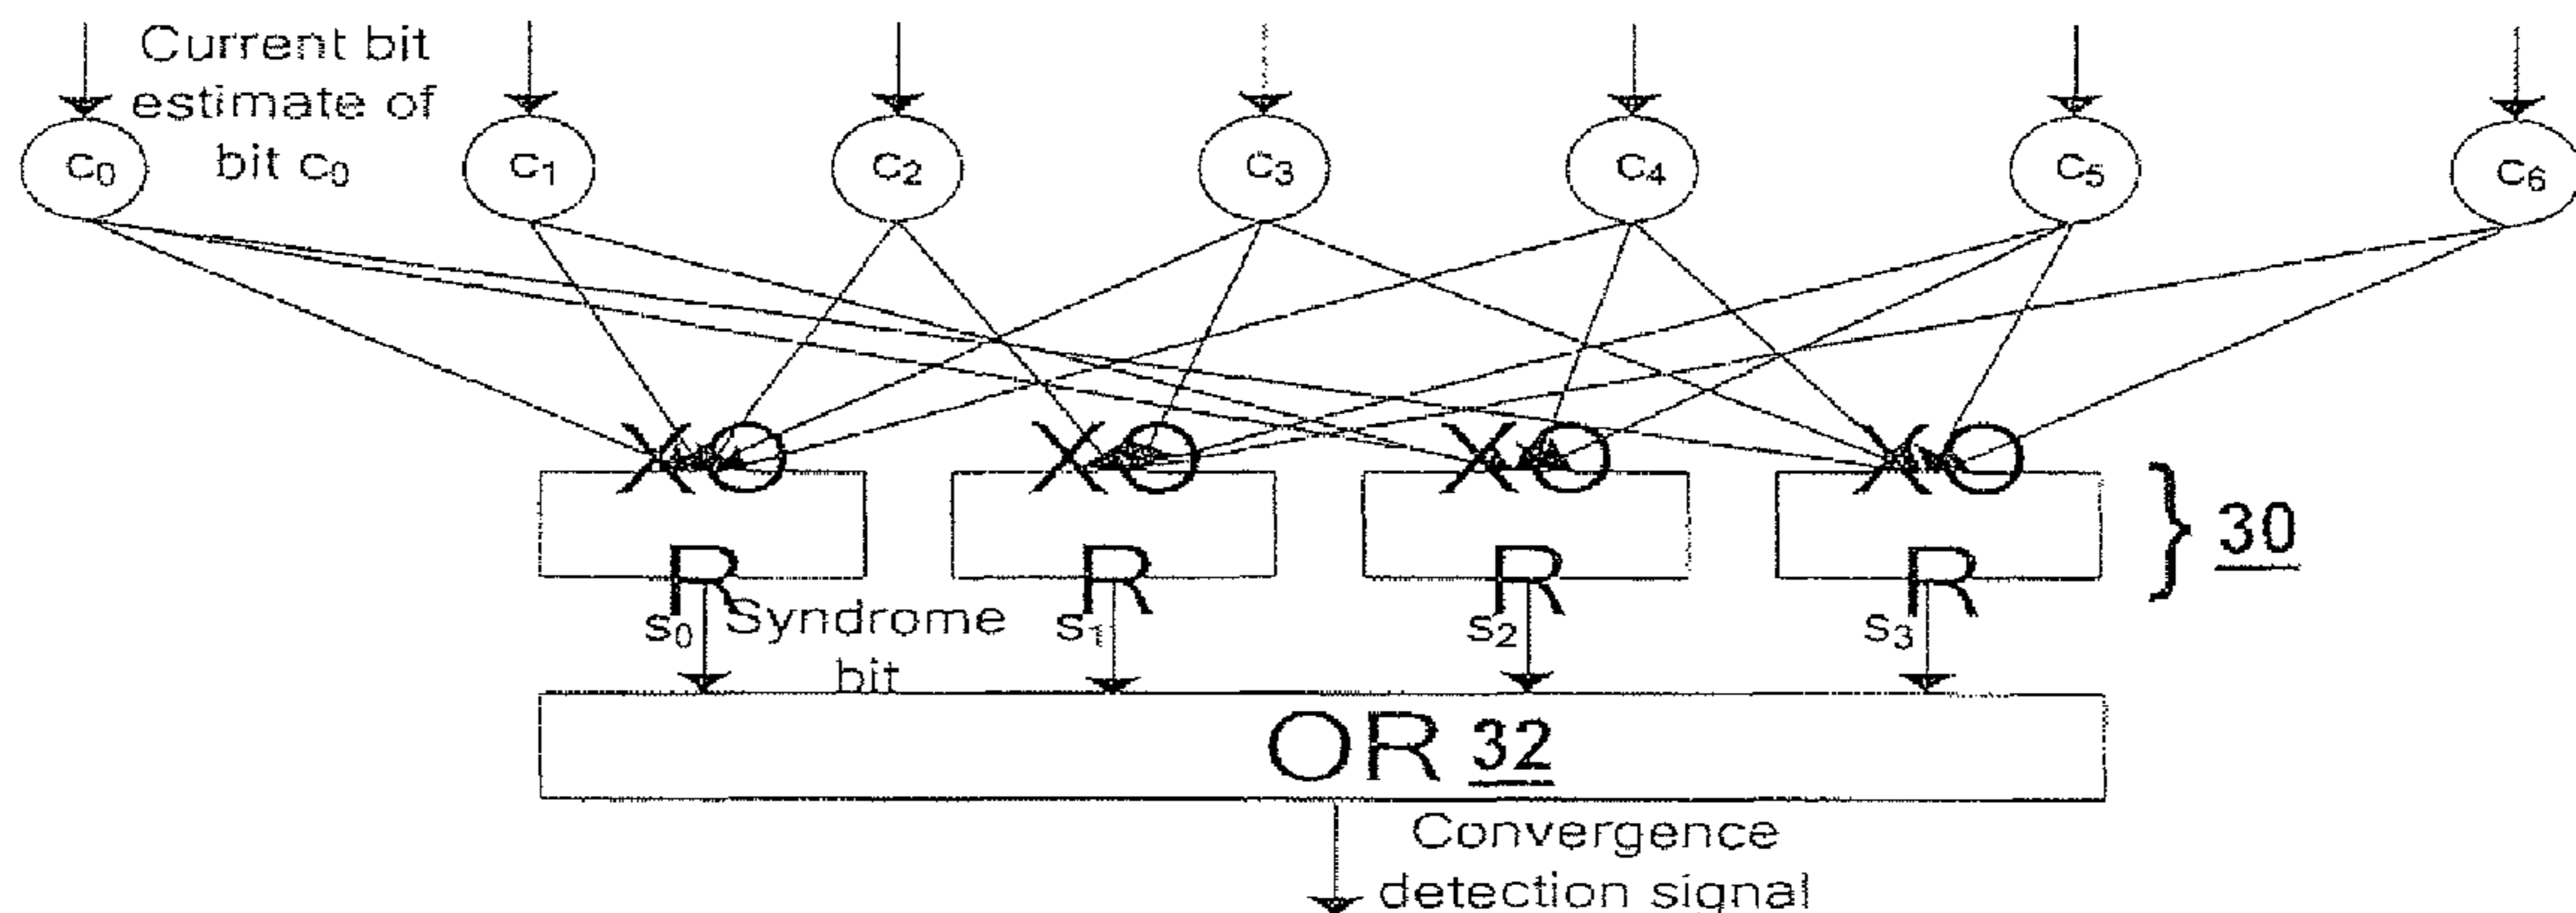 Current bit
estimate of
bit c₀
c₀ c₁ c₂ c₃ c₄ c₅ c₆
XO XO XO XO
R R R R
30
s₀ s₁ s₂ s₃
Syndrome
bit
OR 32
Convergence
detection signal